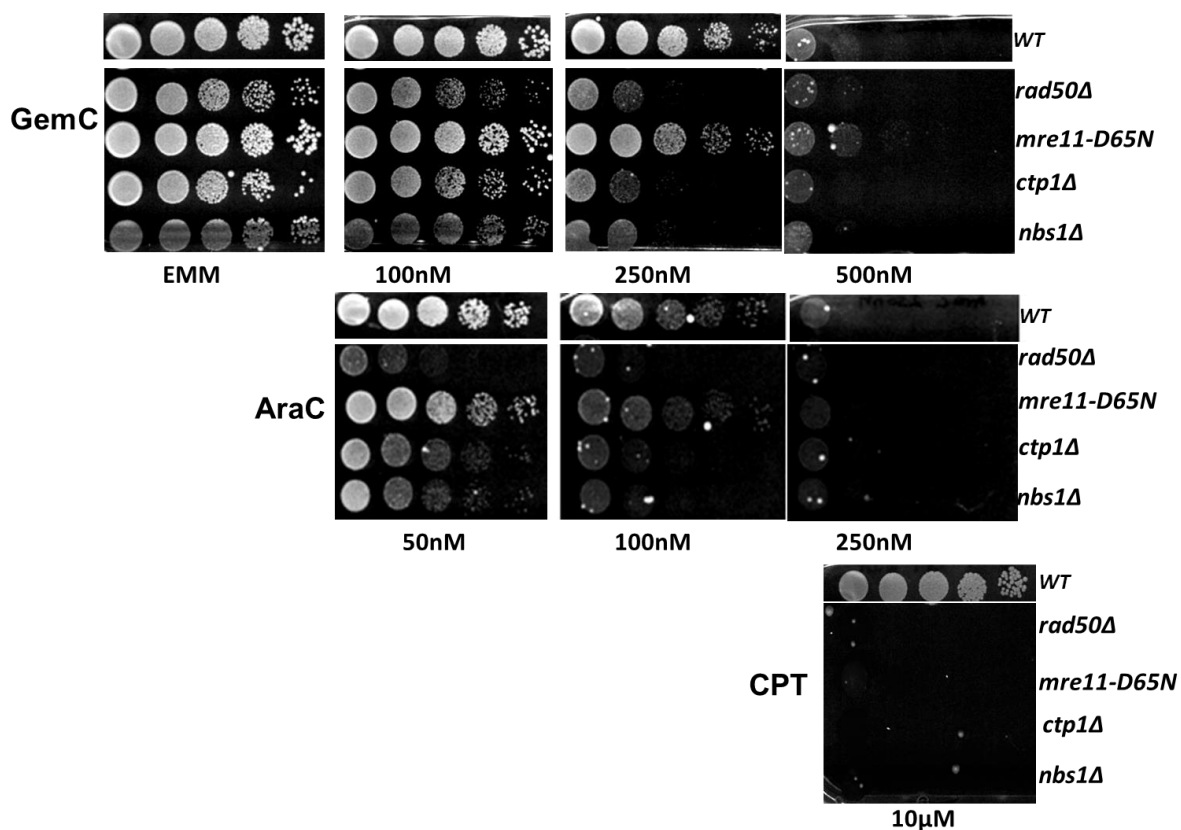 WT
rad50Δ
GemC
mre11-D65N
ctp1Δ
nbs1Δ
EMM 100nM 250nM 500nM
WT
rad50Δ
AraC
mre11-D65N
ctp1Δ
nbs1Δ
50nM 100nM 250nM
WT
rad50Δ
CPT
mre11-D65N
ctp1Δ
nbs1Δ
10µM